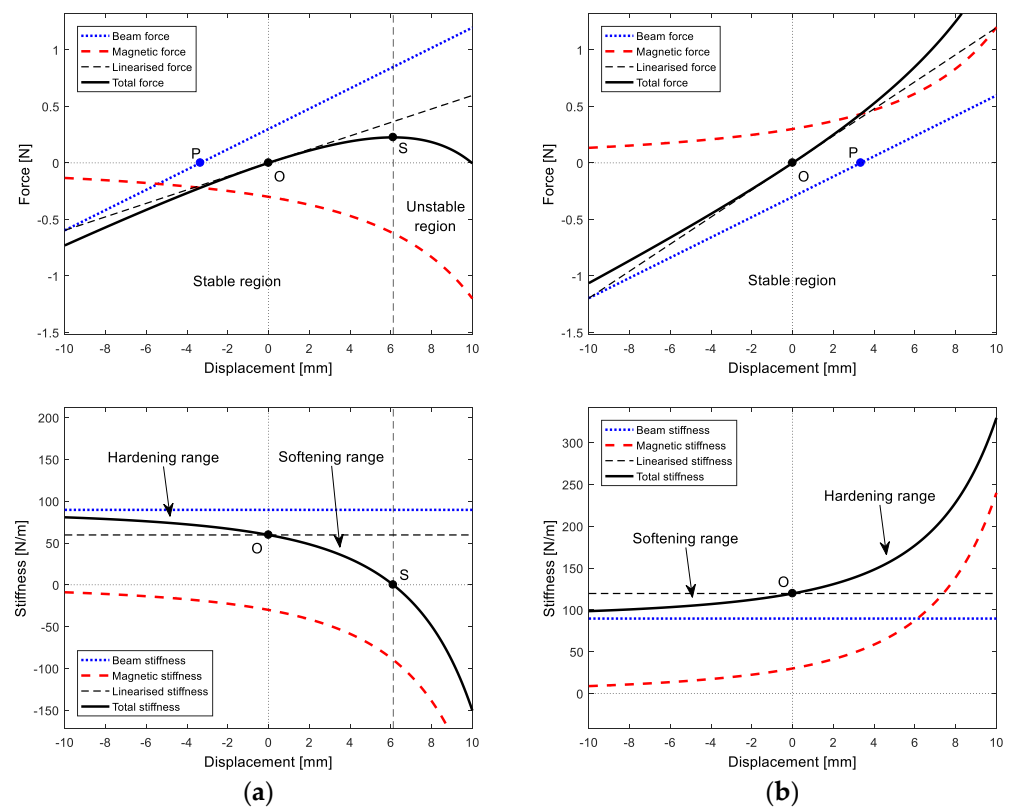 Force [N]
1
0.5
0
-0.5
-1
-1.5
Beam force
Magnetic force
Linearised force
Total force
P
O
S
Unstable
region
Stable region
-10 -8 -6 -4 -2 0 2 4 6 8 10
Displacement [mm]
Force [N]
1
0.5
0
-0.5
-1
-1.5
Beam force
Magnetic force
Linearised force
Total force
P
O
Stable region
-10 -8 -6 -4 -2 0 2 4 6 8 10
Displacement [mm]
Stiffness [N/m]
200
150
100
50
0
-50
-100
-150
Hardening range
Softening range
O
S
Beam stiffness
Magnetic stiffness
Linearised stiffness
Total stiffness
-10 -8 -6 -4 -2 0 2 4 6 8 10
Displacement [mm]
(a)
Stiffness [N/m]
300
250
200
150
100
50
0
Beam stiffness
Magnetic stiffness
Linearised stiffness
Total stiffness
Hardening range
Softening range
O
-10 -8 -6 -4 -2 0 2 4 6 8 10
Displacement [mm]
(b)